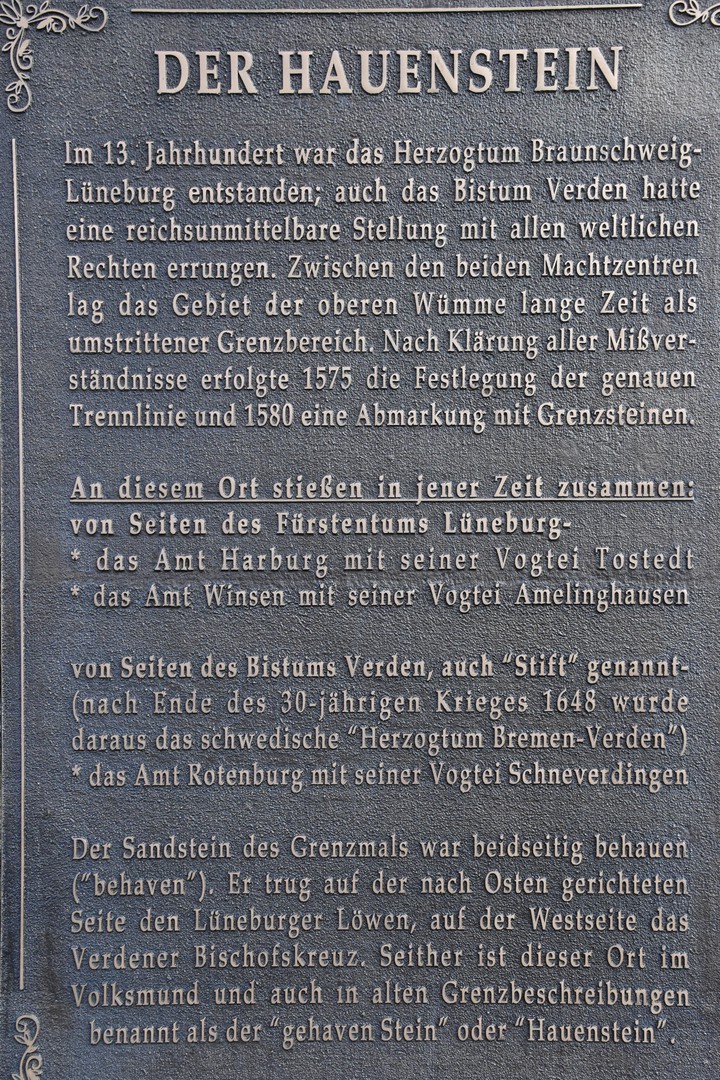 DER HAUENSTEIN
Im 13. Jahrhundert war das Herzogtum Braunschweig-
Lüneburg entstanden; auch das Bistum Verden hatte
eine reichsunmittelbare Stellung mit allen weltlichen
Rechten errungen. Zwischen den beiden Machtzentren
lag das Gebiet der oberen Wümme lange Zeit als
umstrittener Grenzbereich. Nach Klärung aller Mißver-
ständnisse erfolgte 1575 die Festlegung der genauen
Trennlinie und 1580 eine Abmarkung mit Grenzsteinen.
An diesem Ort stießen in jener Zeit zusammen:
von Seiten des Fürstentums Lüneburg-
* das Amt Harburg mit seiner Vogtei Tostedt
* das Amt Winsen mit seiner Vogtei Amelinghausen
von Seiten des Bistums Verden, auch "Stift" genannt-
(nach Ende des 30-jährigen Krieges 1648 wurde
daraus das schwedische "Herzogtum Bremen-Verden")
* das Amt Rotenburg mit seiner Vogtei Schneverdingen
Der Sandstein des Grenzmals war beidseitig behauen
("behaven"). Er trug auf der nach Osten gerichteten
Seite den Lüneburger Löwen, auf der Westseite das
Verdener Bischofskreuz. Seither ist dieser Ort im
Volksmund und auch in alten Grenzbeschreibungen
benannt als der "gehaven Stein" oder "Hauenstein".